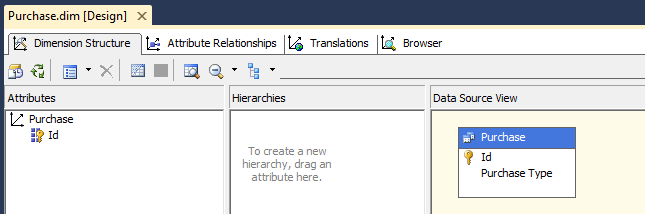 Purchase.dim [Design]
Dimension Structure
Attribute Relationships
Translations
Browser
Attributes
Hierarchies
Data Source View
Purchase
Id
To create a new
hierarchy, drag an
attribute here.
Purchase
Id
Purchase Type